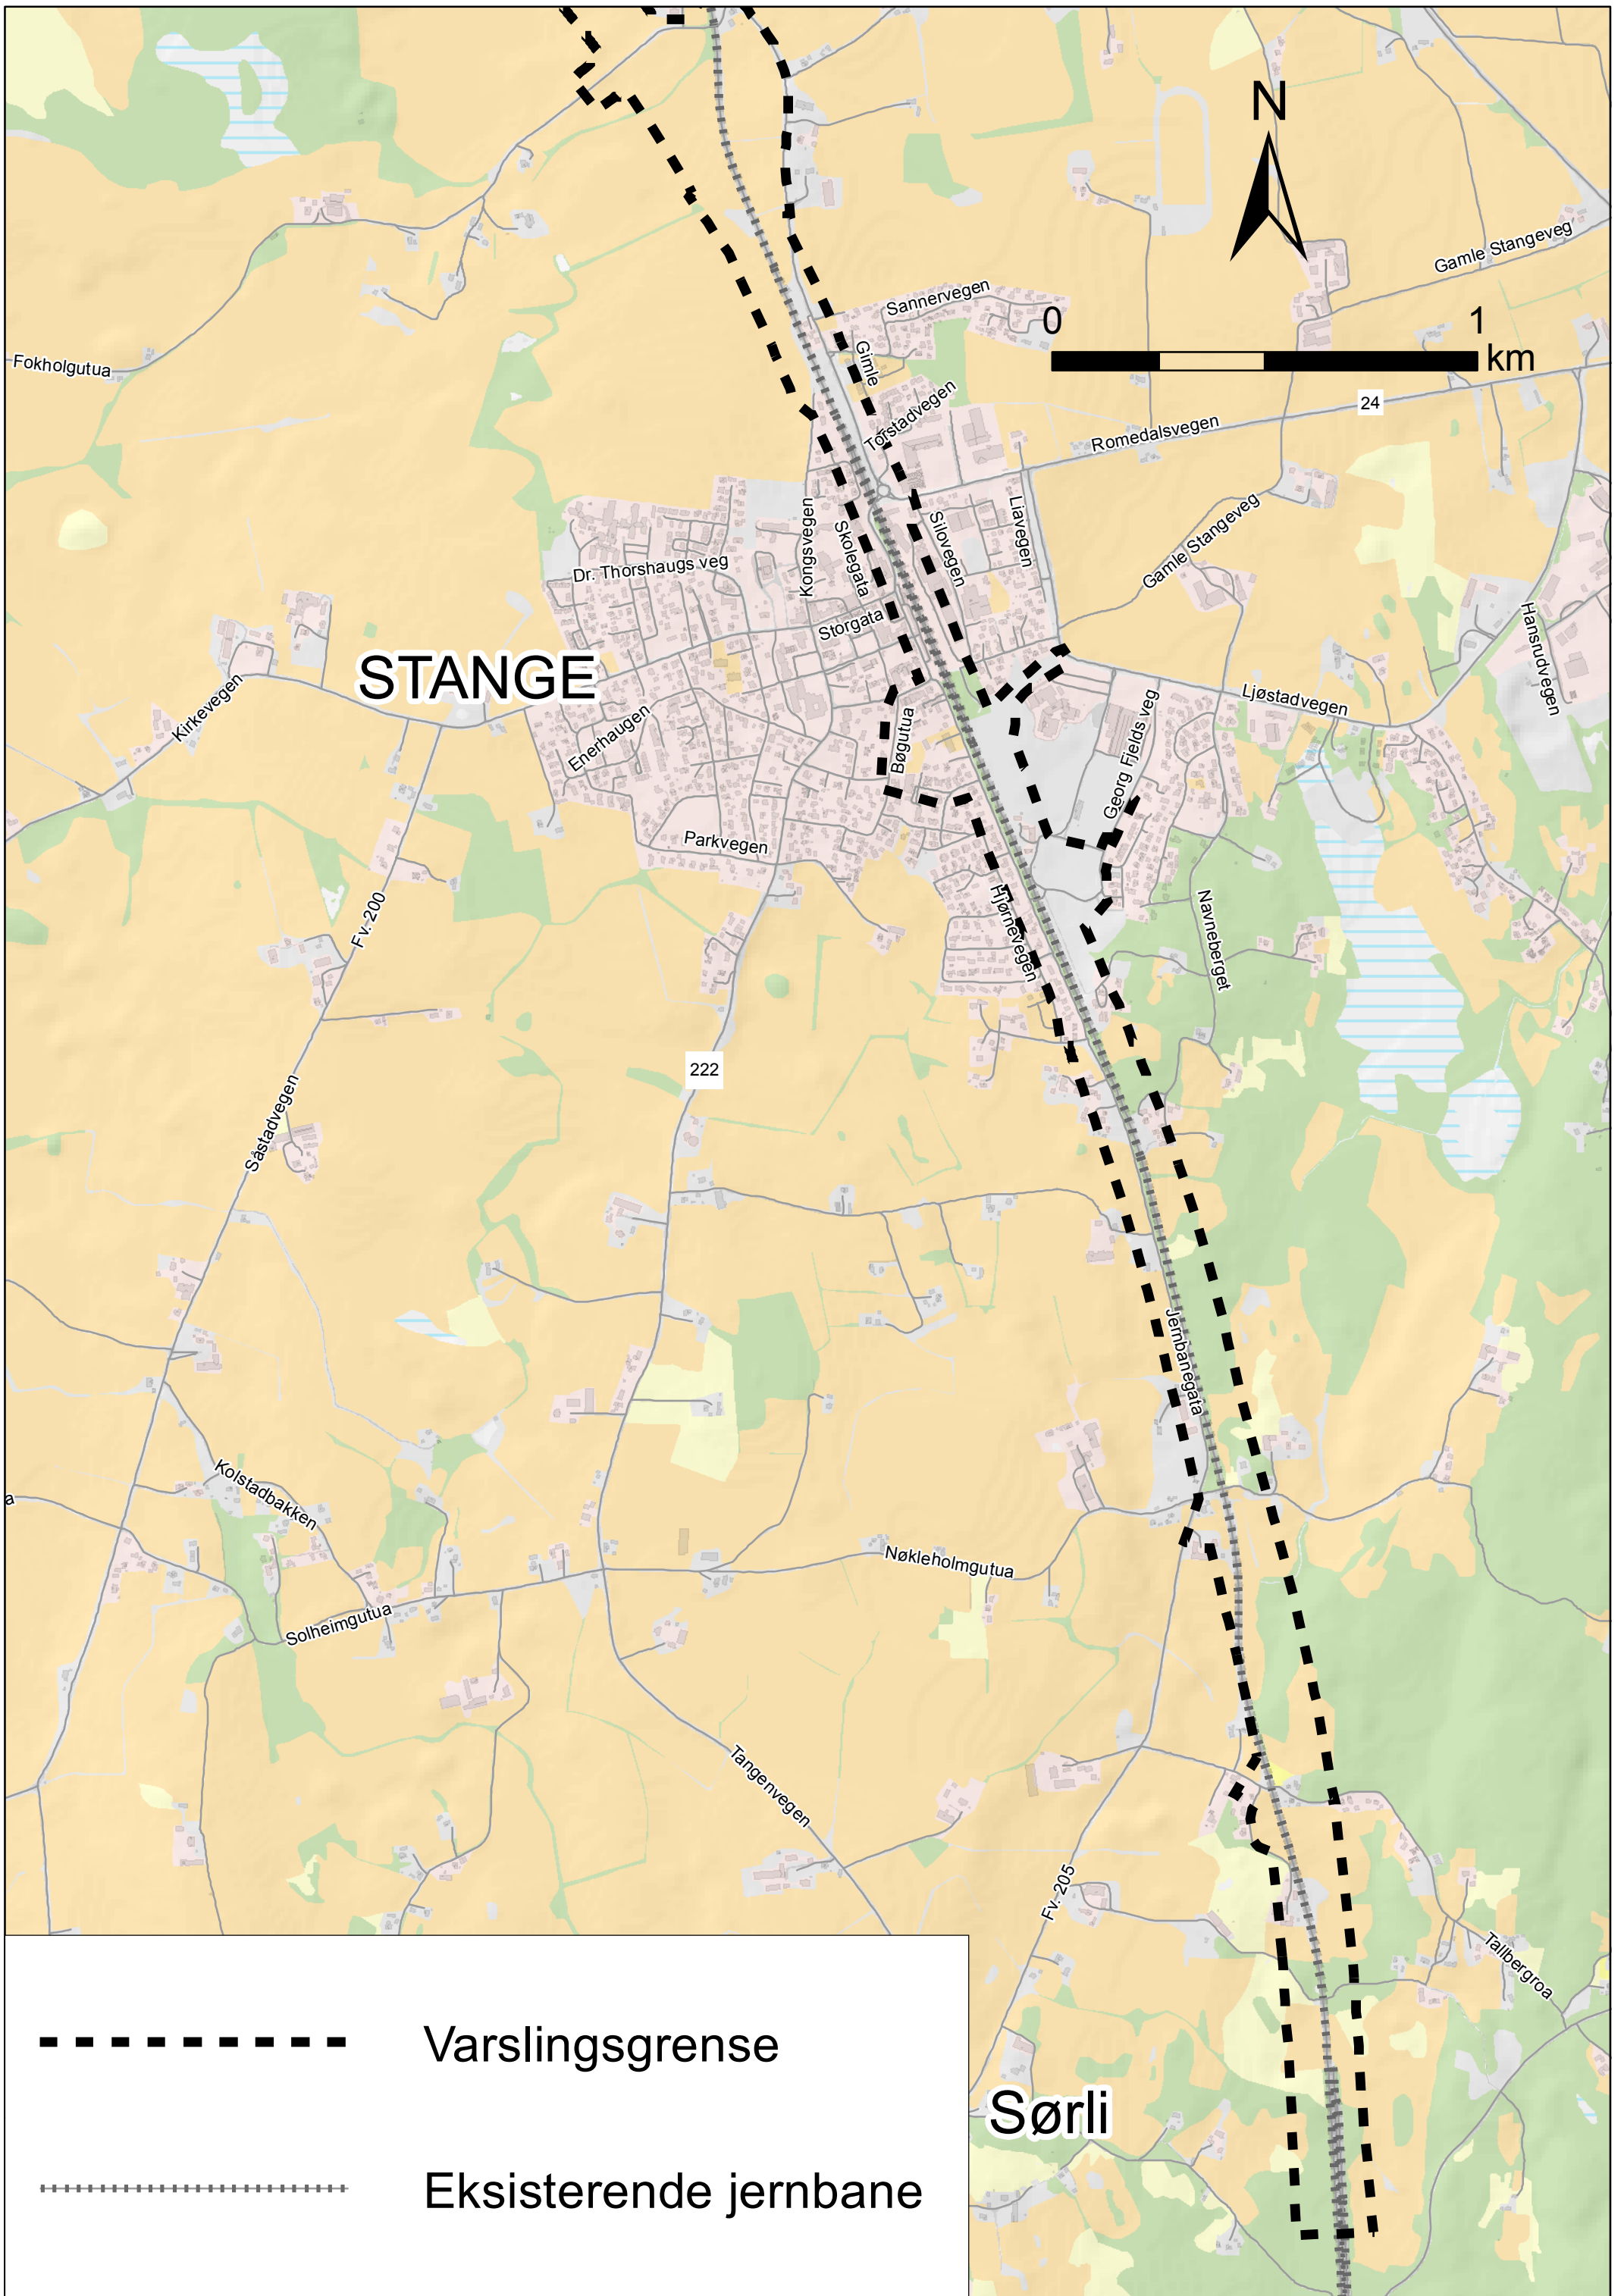 N
Gamle Stangeveg
Sannervegen
0
1
km
Gimle
Fokholgutua
Torstadvegen
24
Romedalsvegen
Kongsvegen
Skolegata
Silovegen
Liavegen
Gamle Stangeveg
Dr. Thorshaugs veg
Storgata
Hansrudvegen
STANGE
Kirkevegen
Ljøstadvegen
Enerhaugen
Bøgutua
Georg Fjelds veg
Parkvegen
Fv. 200
Hjørnevegen
Navneberget
222
Såstadvegen
Jernbanegata
Kolstadbakken
a
Nøkleholmgutua
Solheimgutua
Tangenvegen
Fv. 205
Tallbergroa
Varslingsgrense
Sørli
Eksisterende jernbane